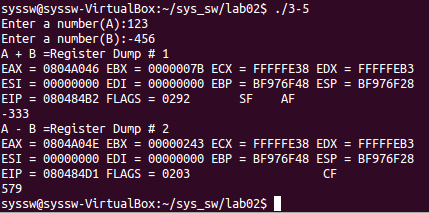 syssw@syssw-VirtualBox:~/sys_sw/lab02$ ./3-5
Enter a number(A):123
Enter a number(B):-456
A + B =Register Dump # 1
EAX = 0804A046 EBX = 0000007B ECX = FFFFFE38 EDX = FFFFFEB3
ESI = 00000000 EDI = 00000000 EBP = BF976F48 ESP = BF976F28
EIP = 080484B2 FLAGS = 0292 SF AF
-333
A - B =Register Dump # 2
EAX = 0804A04E EBX = 00000243 ECX = FFFFFE38 EDX = FFFFFEB3
ESI = 00000000 EDI = 00000000 EBP = BF976F48 ESP = BF976F28
EIP = 080484D1 FLAGS = 0203 CF
579
syssw@syssw-VirtualBox:~/sys_sw/lab02$